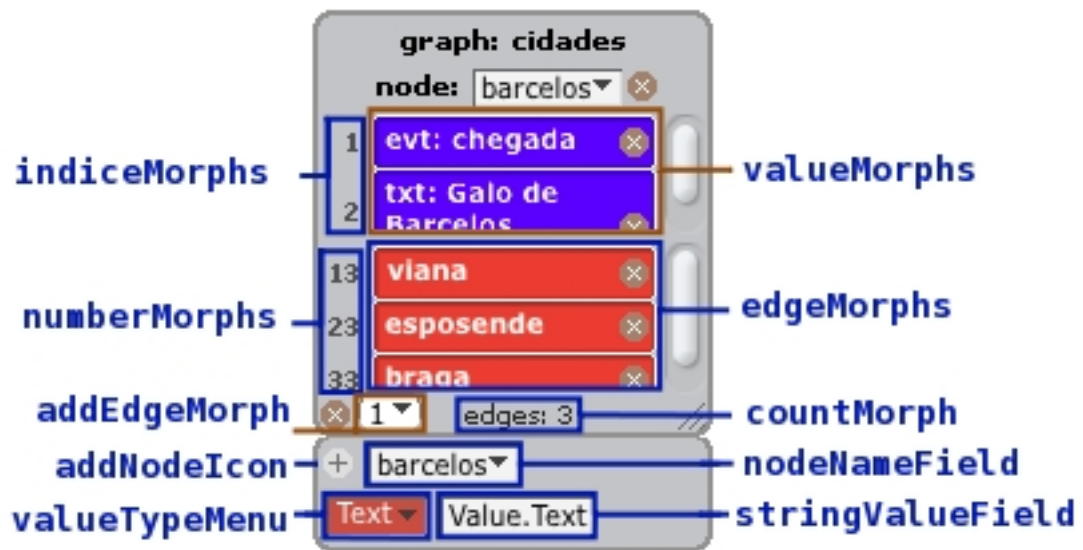 graph: cidades
node: barcelos
1 evt: chegada
indiceMorphs
valueMorphs
2 txt: Galo de
Barcelos
13 viana
numberMorphs
edgeMorphs
23 esposende
33 braga
addEdgeMorph
1
edges: 3
countMorph
addNodeIcon
+
barcelos
nodeNameField
valueTypeMenu
Text
Value.Text
stringValueField